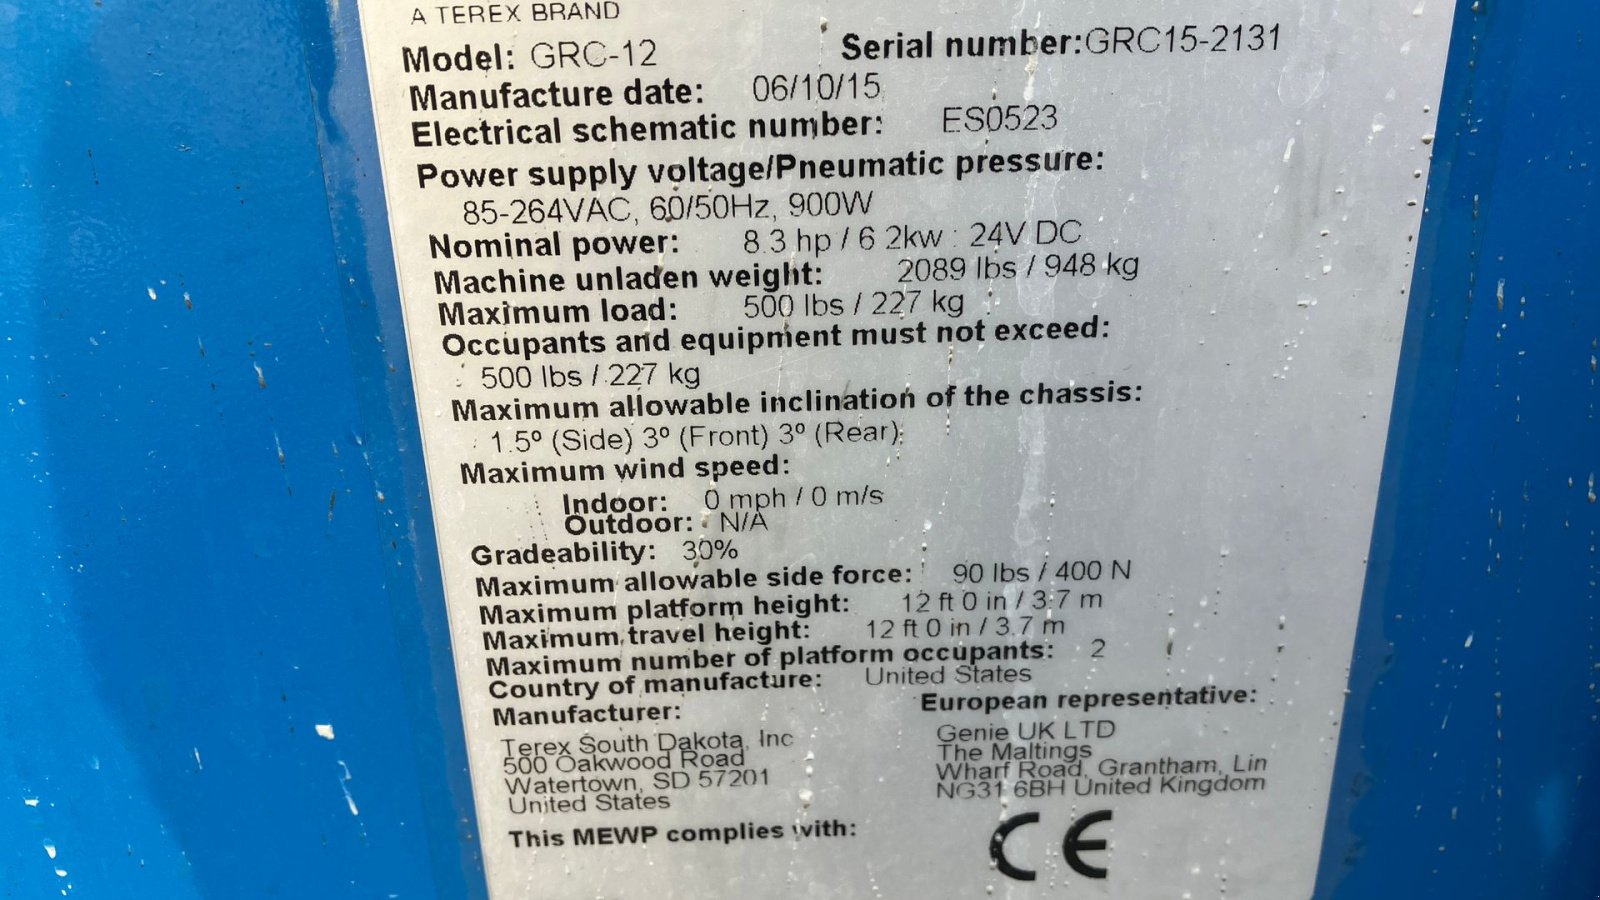 A TEREX BRAND
Model: GRC-12 Serial number: GRC15-2131
Manufacture date: 06/10/15
Electrical schematic number: ES0523
Power supply voltage/Pneumatic pressure:
85-264VAC, 60/50Hz, 900W
Nominal power: 8.3 hp / 6.2kw : 24V DC
Machine unladen weight: 2089 lbs / 948 kg
Maximum load: 500 lbs / 227 kg
Occupants and equipment must not exceed:
500 lbs / 227 kg
Maximum allowable inclination of the chassis:
1.5º (Side) 3º (Front) 3º (Rear)
Maximum wind speed:
Indoor: 0 mph / 0 m/s
Outdoor: N/A
Gradeability: 30%
Maximum allowable side force: 90 lbs / 400 N
Maximum platform height: 12 ft 0 in / 3.7 m
Maximum travel height: 12 ft 0 in / 3.7 m
Maximum number of platform occupants: 2
Country of manufacture: United States
Manufacturer:
Terex South Dakota, Inc
500 Oakwood Road
Watertown, SD 57201
United States
European representative:
Genie UK LTD
The Maltings
Wharf Road, Grantham, Lin
NG31 6BH United Kingdom
This MEWP complies with:
CE